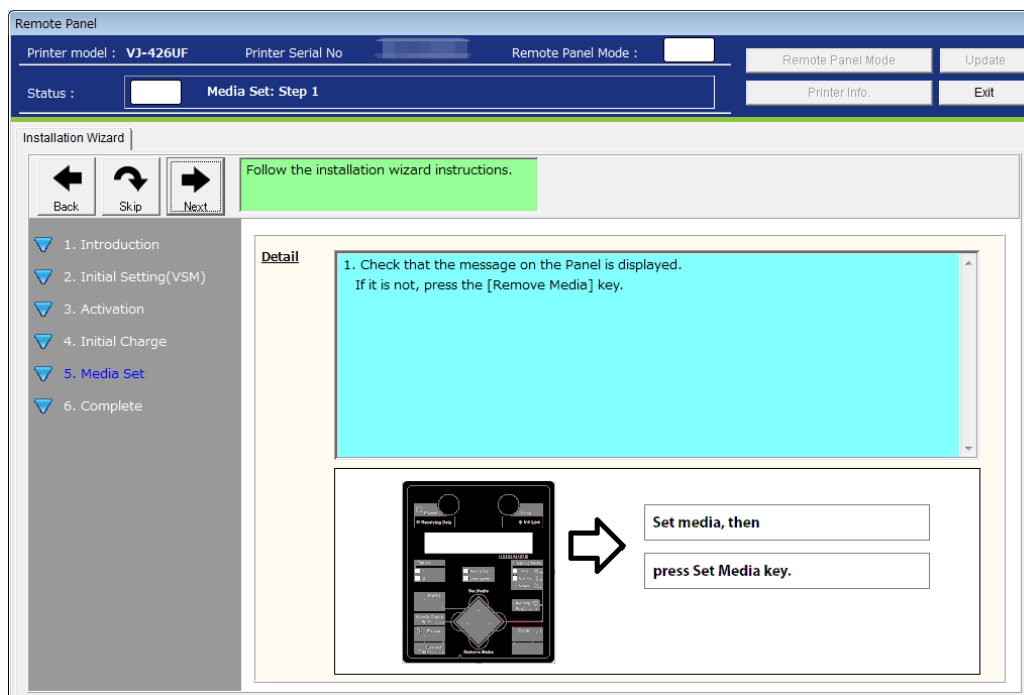 Remote Panel
Printer model : VJ-426UF Printer Serial No Remote Panel Mode :
Remote Panel Mode Update
Status : Media Set: Step 1
Printer Info. Exit
Installation Wizard
Back Skip Next
Follow the installation wizard instructions.
1. Introduction
2. Initial Setting(VSM)
3. Activation
4. Initial Charge
5. Media Set
6. Complete
Detail
1. Check that the message on the Panel is displayed.
If it is not, press the [Remove Media] key.
Set Media
Remove Media
Set media, then
press Set Media key.